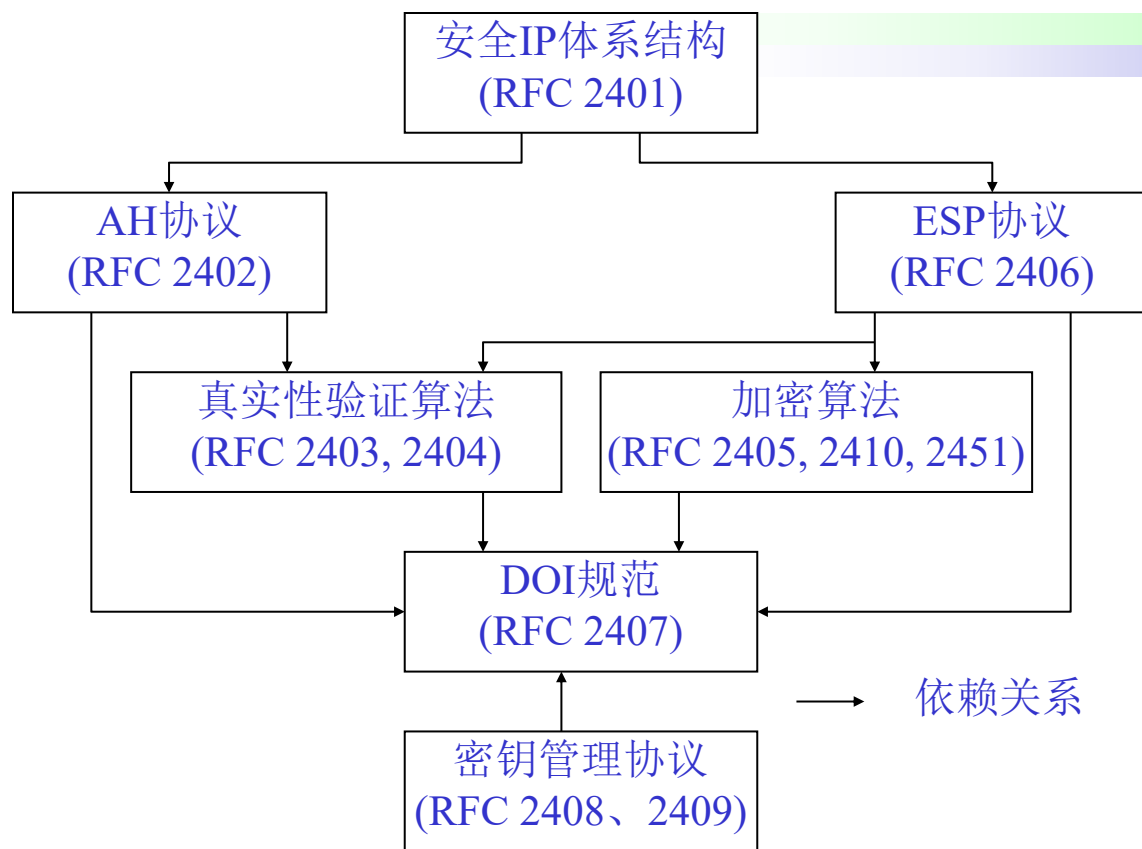 安全IP体系结构
(RFC 2401)
AH协议
(RFC 2402)
ESP协议
(RFC 2406)
真实性验证算法
(RFC 2403, 2404)
加密算法
(RFC 2405, 2410, 2451)
DOI规范
(RFC 2407)
依赖关系
密钥管理协议
(RFC 2408、2409)